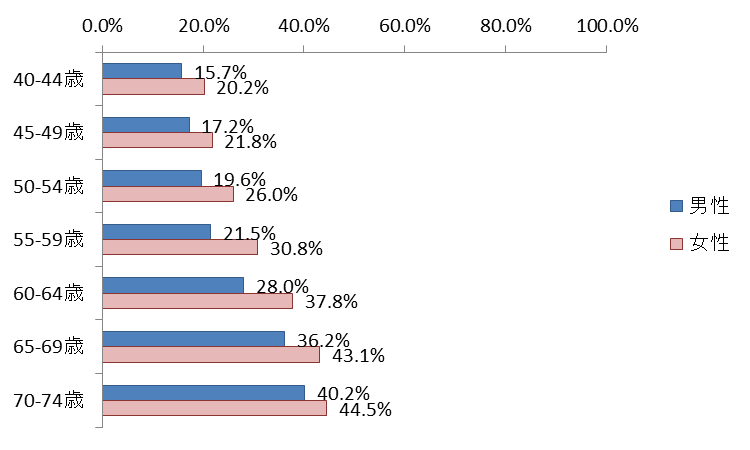 0.0% 20.0% 40.0% 60.0% 80.0% 100.0%
40-44歳 15.7%
20.2%
45-49歳 17.2%
21.8%
50-54歳 19.6%
26.0%
55-59歳 21.5%
30.8%
60-64歳 28.0%
37.8%
65-69歳 36.2%
43.1%
70-74歳 40.2%
44.5%
男性
女性